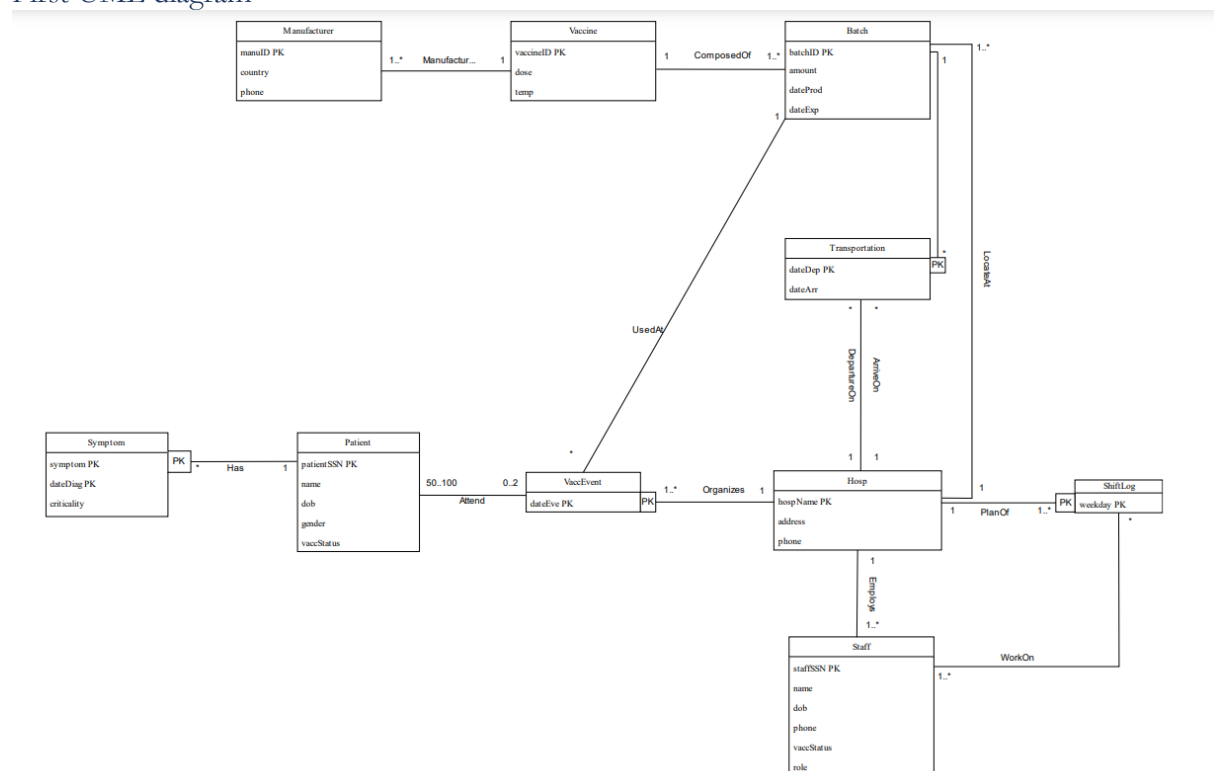 First UML diagram
Manufacturer
manuID PK
country
phone
1..*
Manufactur...
1
Vaccine
vaccineID PK
dose
temp
1
ComposedOf
1..*
Batch
batchID PK
amount
dateProd
dateExp
1
1..*
1
*
LocateAt
Transportation
dateDep PK
dateArr
PK
*
*
DepartureOn
ArriveOn
1
1
UsedAt
*
Symptom
symptom PK
dateDiag PK
criticality
PK
*
Has
1
Patient
patientSSN PK
name
dob
gender
vaccStatus
50..100
Attend
0..2
VaccEvent
dateEve PK
PK
1..*
Organizes
1
Hosp
hospName PK
address
phone
1
1
PlanOf
1..*
PK
ShiftLog
weekday PK
*
1
Employs
1..*
Staff
staffSSN PK
name
dob
phone
vaccStatus
role
WorkOn
1..*